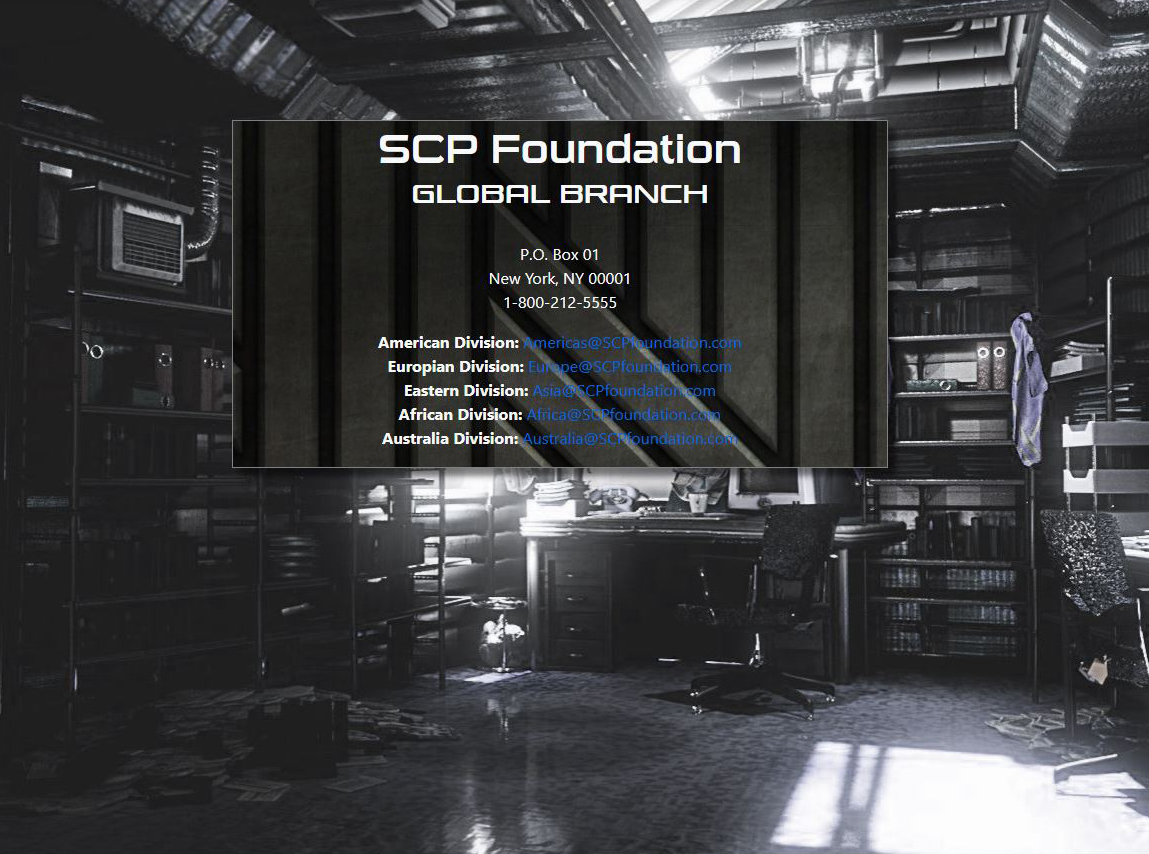 SCP Foundation
GLOBAL BRANCH
P.O. Box 01
New York, NY 00001
1-800-212-5555
American Division: Americas@SCPfoundation.com
Europian Division: Europe@SCPfoundation.com
Eastern Division: Asia@SCPfoundation.com
African Division: Africa@SCPfoundation.com
Australia Division: Australia@SCPfoundation.com